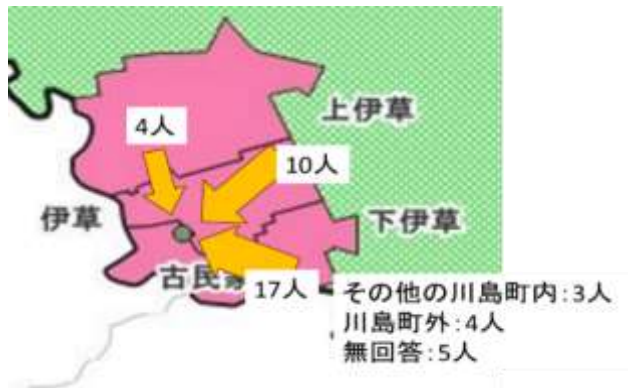 上伊草
4人
10人
伊草
下伊草
古民家
17人
その他の川島町内:3人
川島町外:4人
無回答:5人